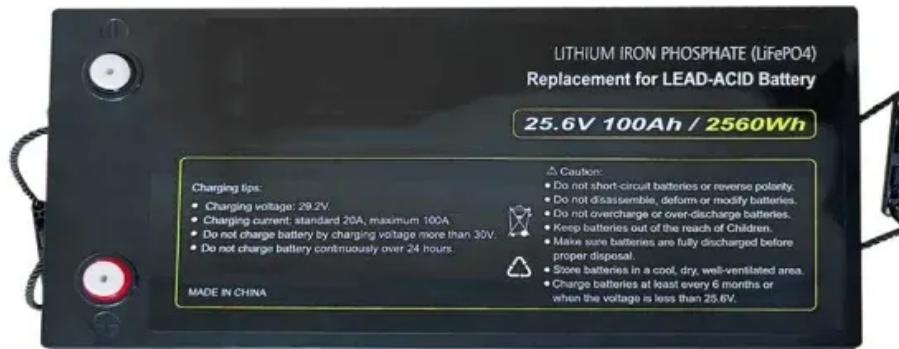 LITHIUM IRON PHOSPHATE (LiFePO4)
Replacement for LEAD-ACID Battery
25.6V 100Ah / 2560Wh
Charging tips:
• Charging voltage: 29.2V.
• Charging current: standard 20A, maximum 100A
• Do not charge battery by charging voltage more than 30V.
• Do not charge battery continuously over 24 hours.
MADE IN CHINA
⚠ Caution:
• Do not short-circuit batteries or reverse polarity.
• Do not disassemble, deform or modify batteries.
• Do not overcharge or over-discharge batteries.
• Keep batteries out of the reach of Children.
• Make sure batteries are fully discharged before
proper disposal.
• Store batteries in a cool, dry, well-ventilated area.
• Charge batteries at least every 6 months or
when the voltage is less than 25.6V.